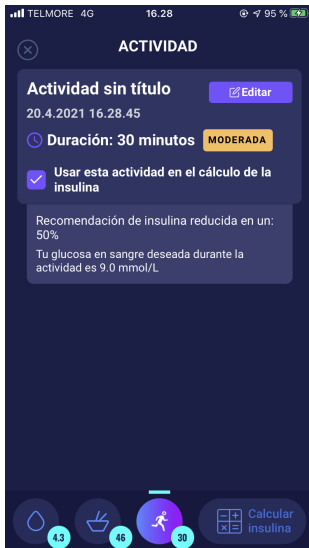 TELMORE 4G 16.28 95 %
ACTIVIDAD
Actividad sin título Editar
20.4.2021 16.28.45
Duración: 30 minutos MODERADA
Usar esta actividad en el cálculo de la
insulina
Recomendación de insulina reducida en un:
50%
Tu glucosa en sangre deseada durante la
actividad es 9.0 mmol/L
Calcular
insulina
4.3 46 30